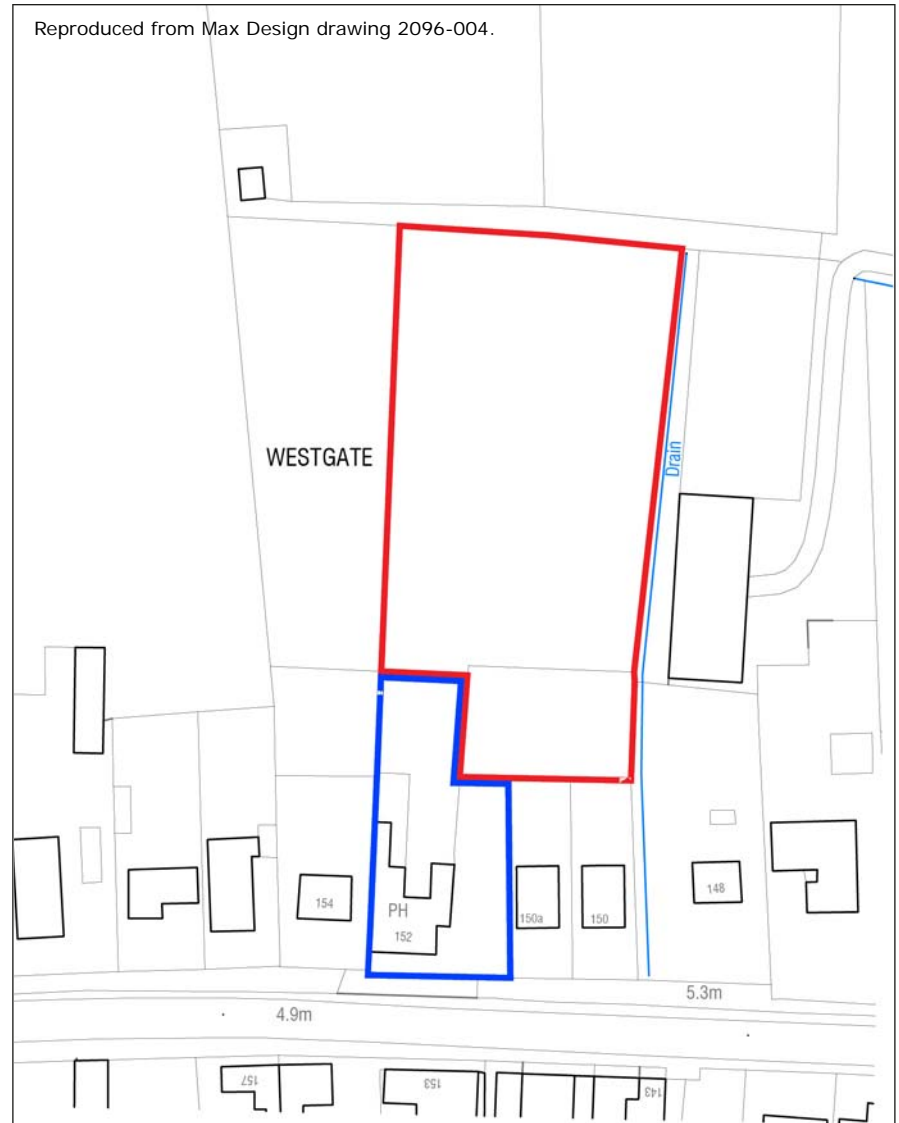 Reproduced from Max Design drawing 2096-004.
WESTGATE
Drain
154
PH
152
150a
150
148
5.3m
4.9m
157
153
143